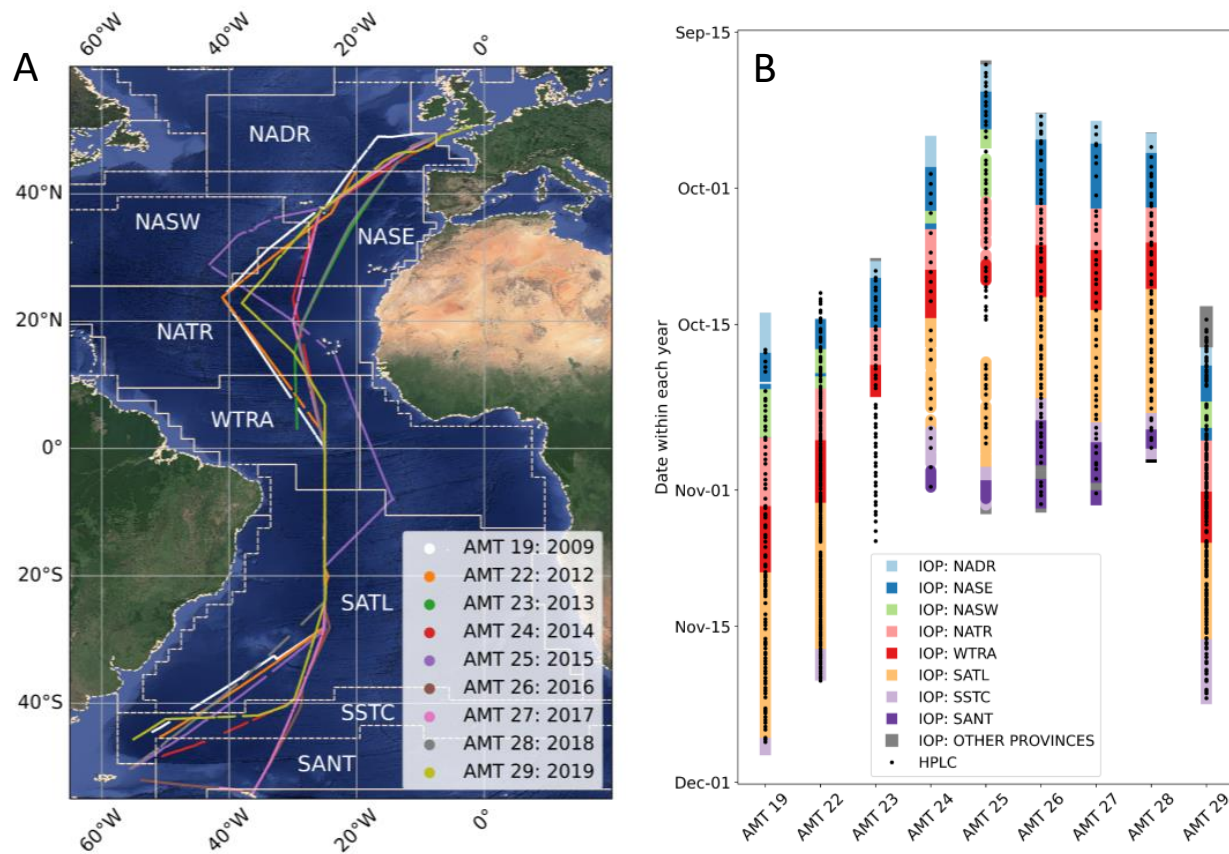 A
60°W
40°W
20°W
0°
NADR
40°N
NASW
NASE
20°N
NATR
WTRA
0°
20°S
SATL
40°S
SSTC
SANT
AMT 19: 2009
AMT 22: 2012
AMT 23: 2013
AMT 24: 2014
AMT 25: 2015
AMT 26: 2016
AMT 27: 2017
AMT 28: 2018
AMT 29: 2019
60°W
40°W
20°W
0°
B
Date within each year
Sep-15
Oct-01
Oct-15
Nov-01
Nov-15
Dec-01
IOP: NADR
IOP: NASE
IOP: NASW
IOP: NATR
IOP: WTRA
IOP: SATL
IOP: SSTC
IOP: SANT
IOP: OTHER PROVINCES
HPLC
AMT 19
AMT 22
AMT 23
AMT 24
AMT 25
AMT 26
AMT 27
AMT 28
AMT 29